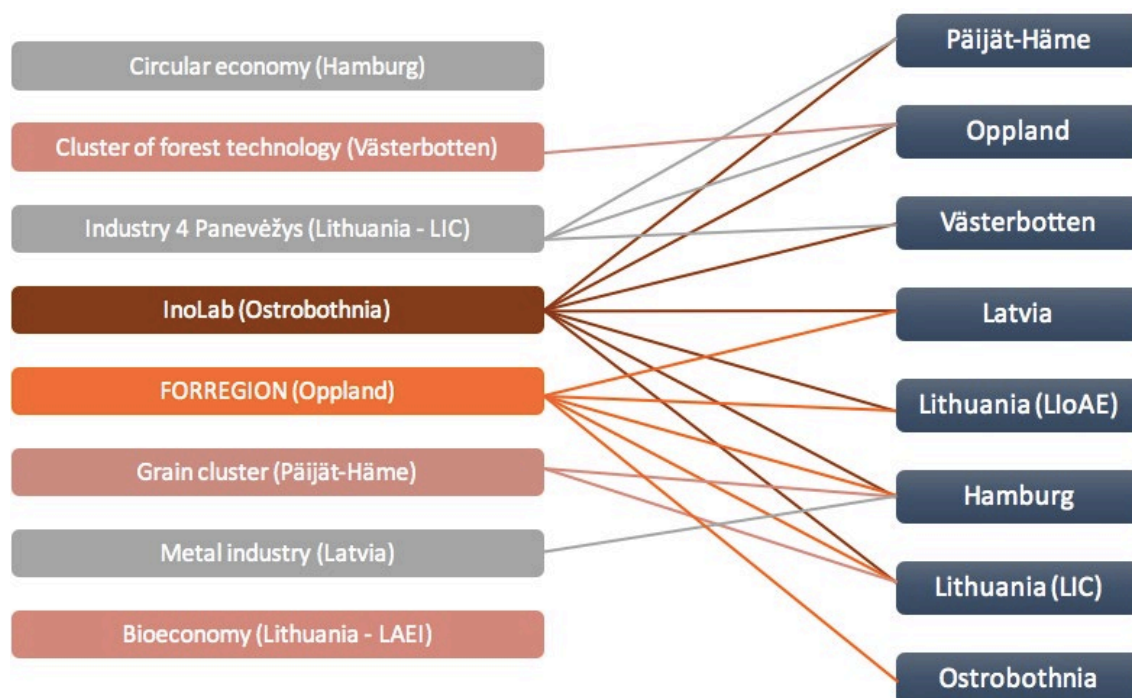 Circular economy (Hamburg)
Cluster of forest technology (Västerbotten)
Industry 4 Panevėžys (Lithuania - LIC)
InoLab (Ostrobothnia)
FORREGION (Oppland)
Grain cluster (Päijät-Häme)
Metal industry (Latvia)
Bioeconomy (Lithuania - LAEI)
Päijät-Häme
Oppland
Västerbotten
Latvia
Lithuania (LIoAE)
Hamburg
Lithuania (LIC)
Ostrobothnia